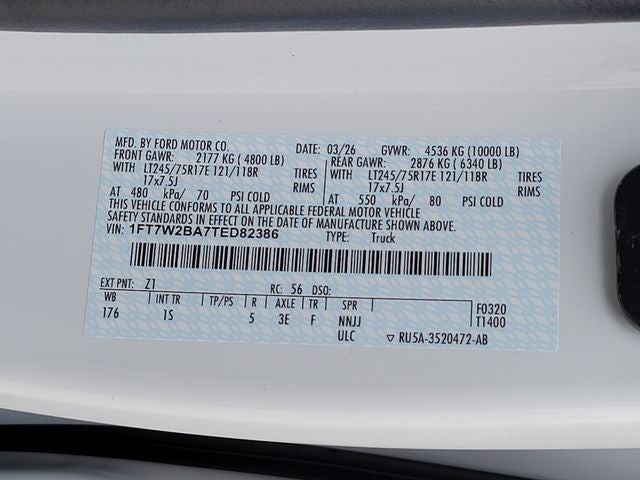 MFD. BY FORD MOTOR CO. DATE: 03/26 GVWR: 4536 KG (10000 LB)
FRONT GAWR: 2177 KG ( 4800 LB) REAR GAWR: 2876 KG ( 6340 LB)
WITH LT245/75R17E 121/118R TIRES WITH LT245/75R17E 121/118R TIRES
17x7.5J RIMS 17x7.5J RIMS
AT 480 kPa/ 70 PSI COLD AT 550 kPa/ 80 PSI COLD
THIS VEHICLE CONFORMS TO ALL APPLICABLE FEDERAL MOTOR VEHICLE
SAFETY STANDARDS IN EFFECT ON THE DATE OF MANUFACTURE SHOWN ABOVE.
VIN: 1FT7W2BA7TED82386 TYPE: Truck
EXT PNT: Z1 RC: 56 DSO:
WB INT TR TP/PS R AXLE TR SPR F0320
176 1S 5 3E F NNJJ T1400
ULC ▽ RU5A-3520472-AB